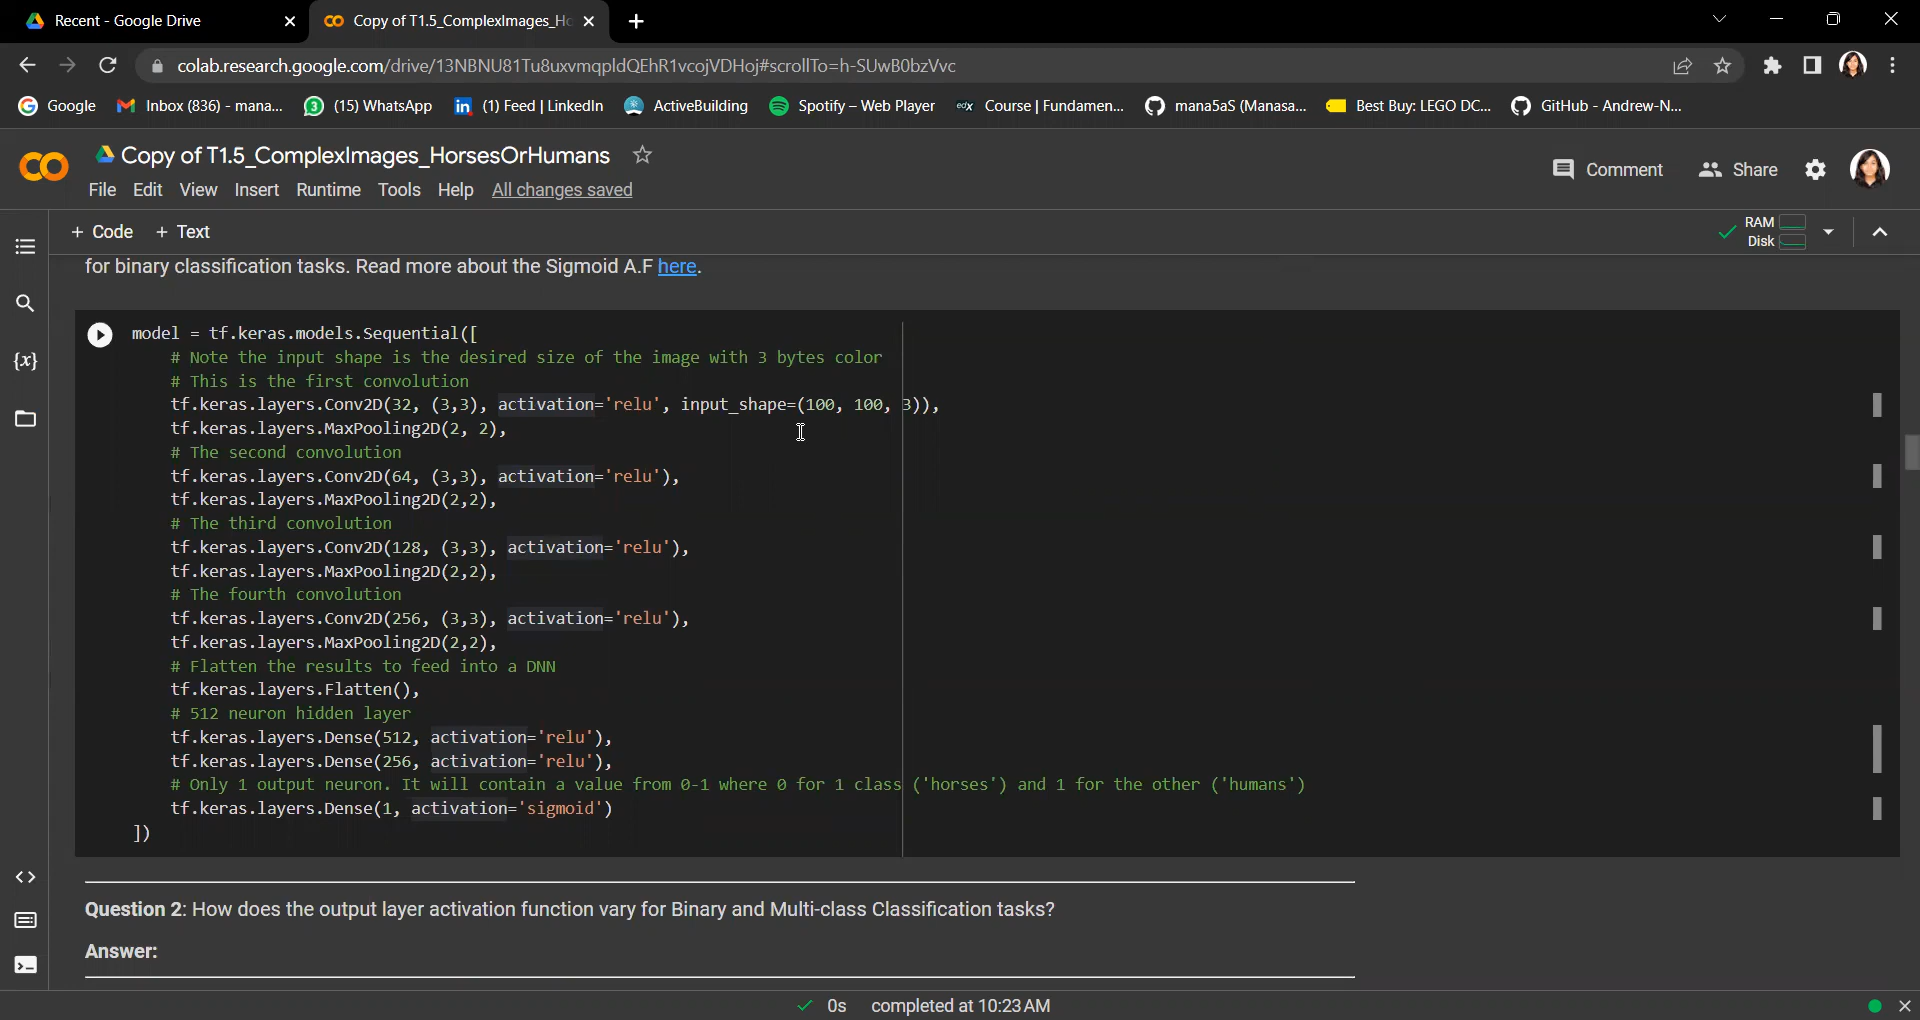 Recent - Google Drive
Copy of T1.5_ComplexImages_Ho
colab.research.google.com/drive/13NBNU81Tu8uxvmqpldQEhR1vcojVDHoj#scrollTo=h-SUwB0bzVvc
Google
Inbox (836) - mana...
3
(15) WhatsApp
in
(1) Feed | LinkedIn
ActiveBuilding
Spotify – Web Player
edX
Course | Fundamen...
mana5aS (Manasa...
Best Buy: LEGO DC...
GitHub - Andrew-N...
Copy of T1.5_ComplexImages_HorsesOrHumans
Comment
Share
File Edit View Insert Runtime Tools Help All changes saved
+ Code + Text
RAM
Disk
for binary classification tasks. Read more about the Sigmoid A.F here.
{x}
model = tf.keras.models.Sequential([
# Note the input shape is the desired size of the image with 3 bytes color
# This is the first convolution
tf.keras.layers.Conv2D(32, (3,3), activation='relu', input_shape=(100, 100, 3)),
tf.keras.layers.MaxPooling2D(2, 2),
# The second convolution
tf.keras.layers.Conv2D(64, (3,3), activation='relu'),
tf.keras.layers.MaxPooling2D(2,2),
# The third convolution
tf.keras.layers.Conv2D(128, (3,3), activation='relu'),
tf.keras.layers.MaxPooling2D(2,2),
# The fourth convolution
tf.keras.layers.Conv2D(256, (3,3), activation='relu'),
tf.keras.layers.MaxPooling2D(2,2),
# Flatten the results to feed into a DNN
tf.keras.layers.Flatten(),
# 512 neuron hidden layer
tf.keras.layers.Dense(512, activation='relu'),
tf.keras.layers.Dense(256, activation='relu'),
# Only 1 output neuron. It will contain a value from 0-1 where 0 for 1 class ('horses') and 1 for the other ('humans')
tf.keras.layers.Dense(1, activation='sigmoid')
])
Question 2: How does the output layer activation function vary for Binary and Multi-class Classification tasks?
Answer:
0s completed at 10:23 AM